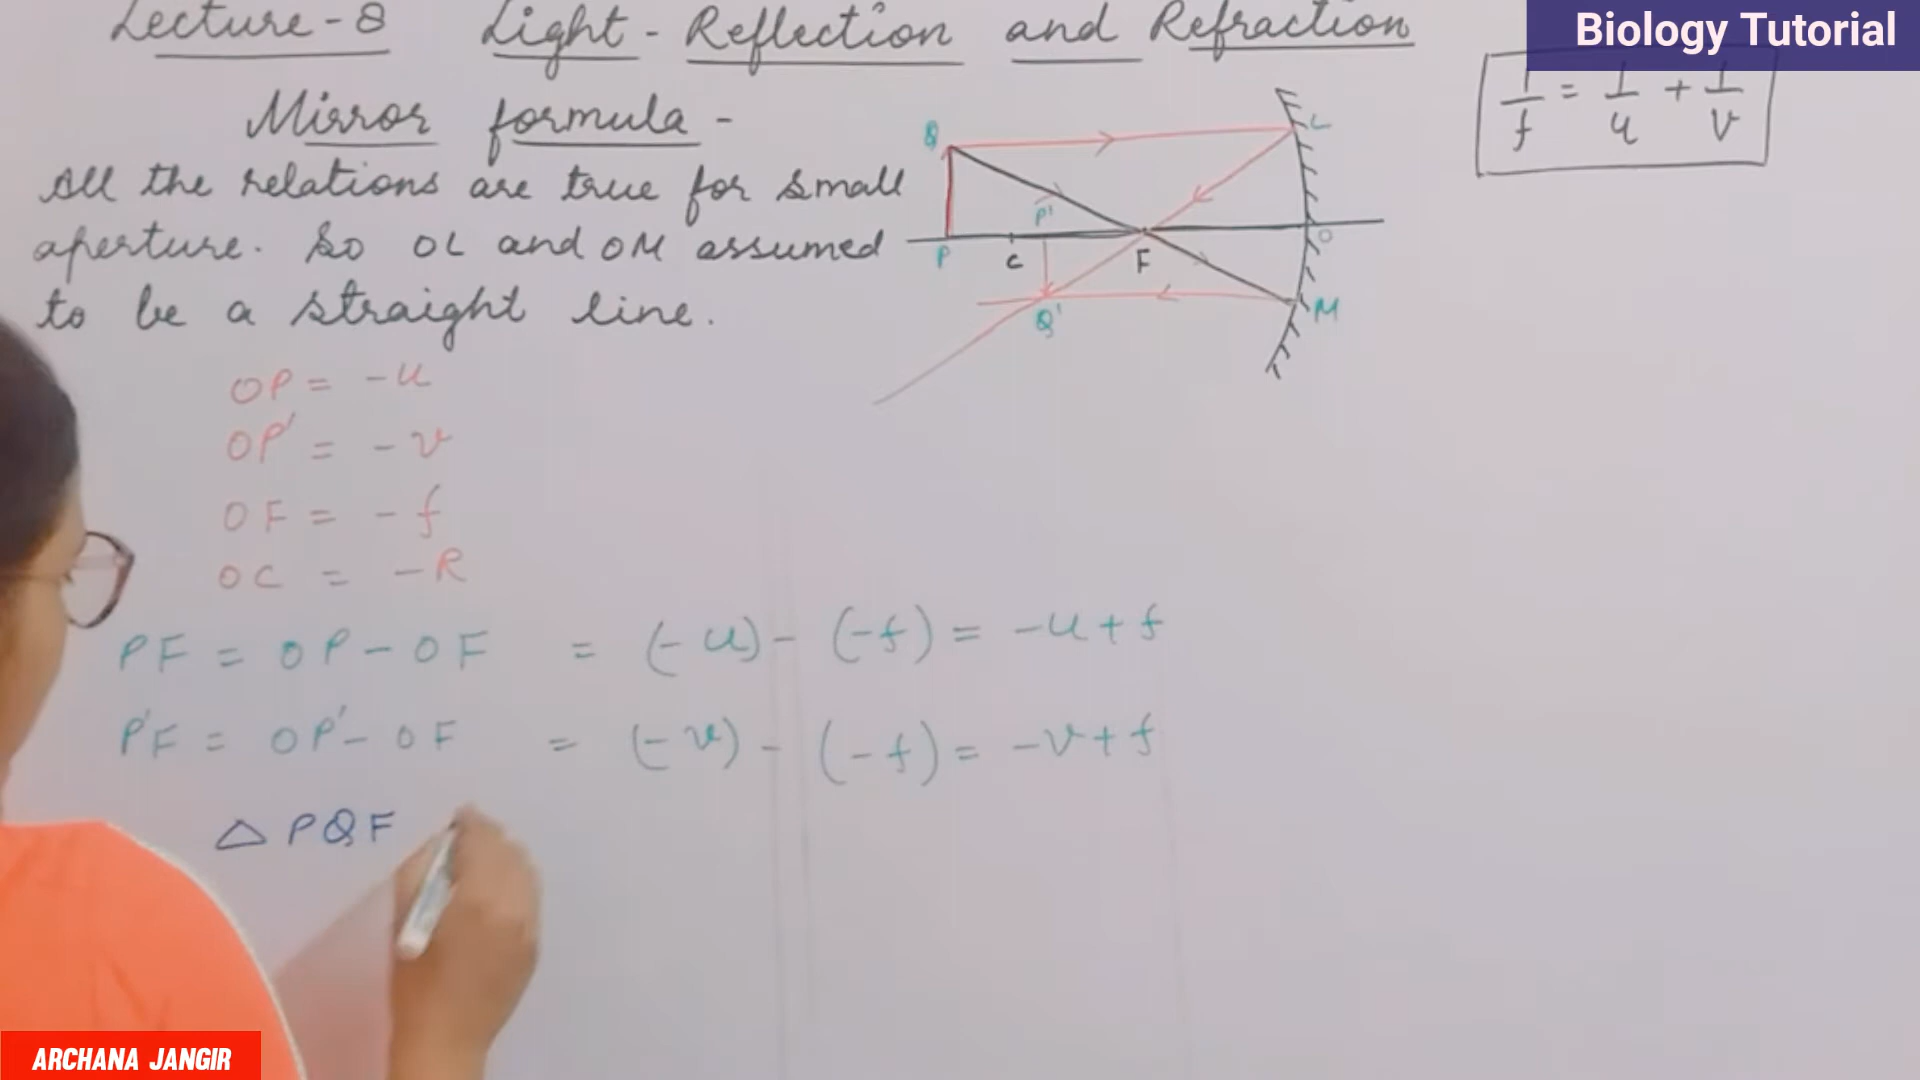 Lecture-8 Light-Reflection and Refraction
Biology Tutorial
Mirror formula -
1/f = 1/u + 1/v
All the relations are true for small
aperture. So OL and OM assumed
to be a straight line.
Q
L
P'
P
C
F
O
Q'
M
OP = -u
OP' = -v
OF = -f
OC = -R
PF = OP - OF = (-u) - (-f) = -u+f
P'F = OP' - OF = (-v) - (-f) = -v+f
△ PQF
ARCHANA JANGIR